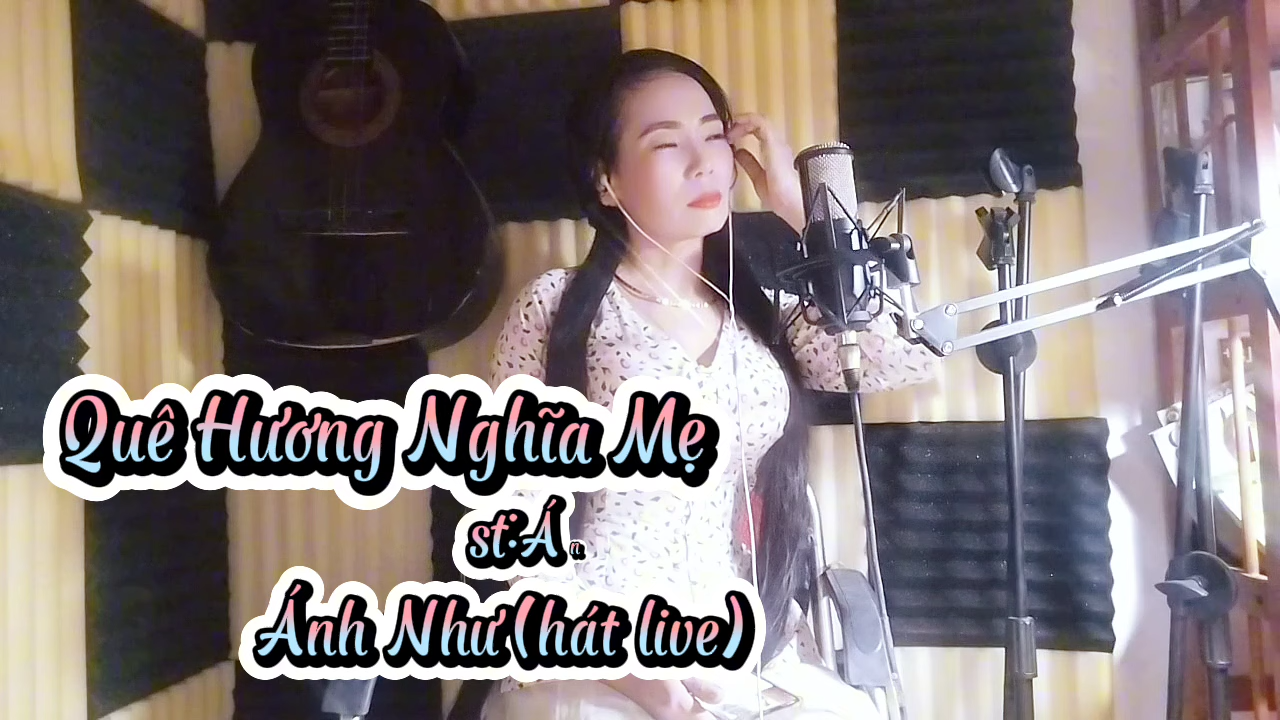 Quê Hương Nghĩa Mẹ
st:Á
Ánh Như(hát live)